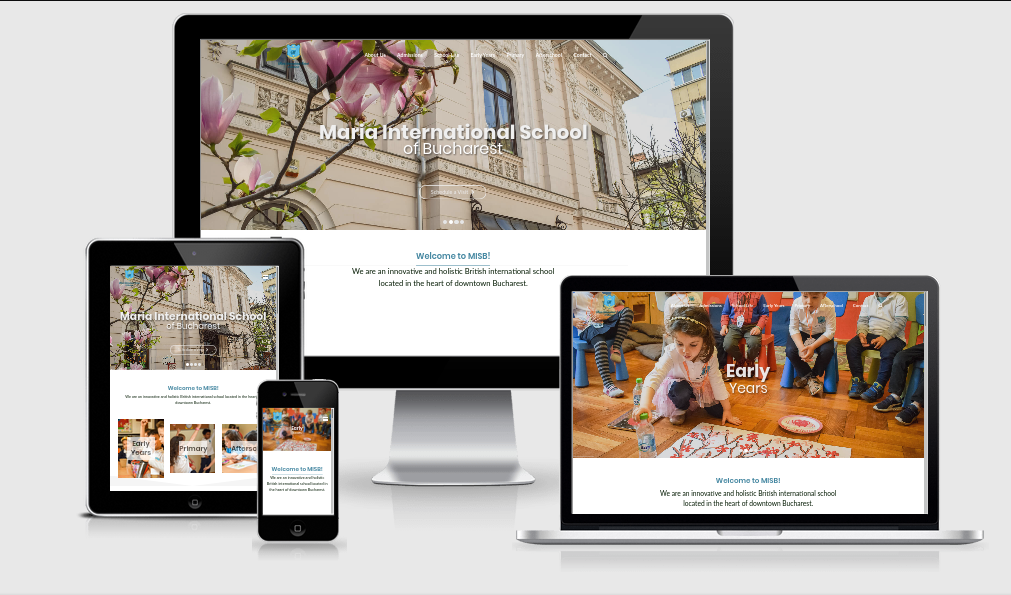 About Us Admissions School Life Early Years Primary Afterschool Contact
Maria International School
of Bucharest
Schedule a Visit
Welcome to MISB!
We are an innovative and holistic British international school
located in the heart of downtown Bucharest.
Maria International School
of Bucharest
Welcome to MISB!
We are an innovative and holistic British international school located in the heart
downtown Bucharest.
Early
Years
Primary
Afterso
Early
Welcome to MISB!
We are an innovative and holistic
British international school located in
the heart of downtown Bucharest.
Admissions Early Years Afterschool
Early
Years
Welcome to MISB!
We are an innovative and holistic British international school
located in the heart of downtown Bucharest.